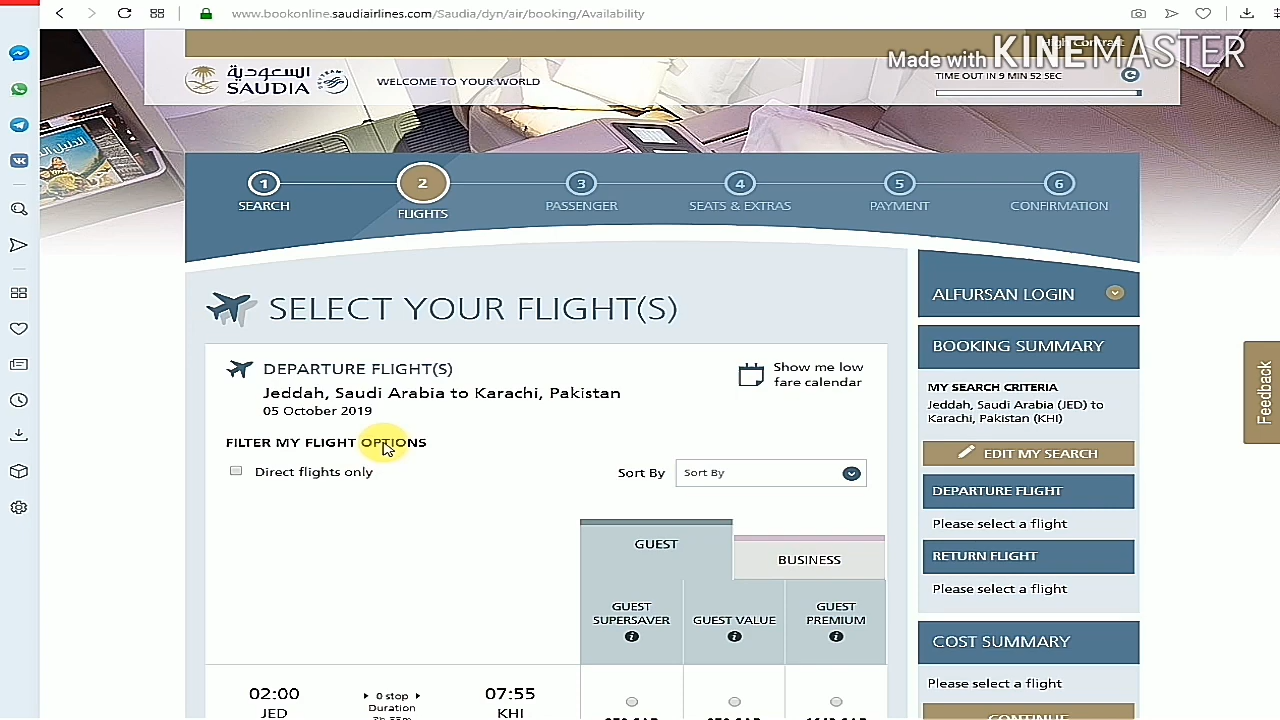 www.bookonline.saudiairlines.com/Saudia/dyn/air/booking/Availability
Made with KINEMASTER
السعودية
SAUDIA
WELCOME TO YOUR WORLD
TIME OUT IN 9 MIN 52 SEC
1
2
3
4
5
6
SEARCH
FLIGHTS
PASSENGER
SEATS & EXTRAS
PAYMENT
CONFIRMATION
SELECT YOUR FLIGHT(S)
DEPARTURE FLIGHT(S)
Jeddah, Saudi Arabia to Karachi, Pakistan
05 October 2019
Show me low
fare calendar
FILTER MY FLIGHT OPTIONS
Direct flights only
Sort By
Sort By
GUEST
BUSINESS
GUEST
SUPERSAVER
GUEST VALUE
GUEST
PREMIUM
02:00
JED
0 stop
Duration
07:55
KHI
ALFURSAN LOGIN
BOOKING SUMMARY
MY SEARCH CRITERIA
Jeddah, Saudi Arabia (JED) to
Karachi, Pakistan (KHI)
EDIT MY SEARCH
DEPARTURE FLIGHT
Please select a flight
RETURN FLIGHT
Please select a flight
COST SUMMARY
Please select a flight
CONTINUE
Feedback